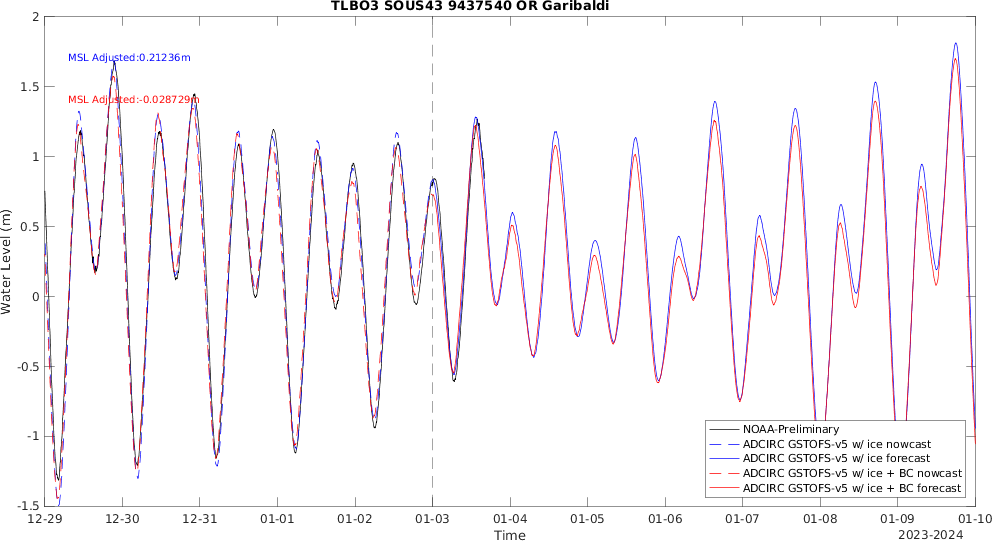 TLBO3 SOUS43 9437540 OR Garibaldi
MSL Adjusted:0.21236m
MSL Adjusted:-0.028729m
Water Level (m)
2
1.5
1
0.5
0
-0.5
-1
-1.5
12-29
12-30
12-31
01-01
01-02
01-03
01-04
01-05
01-06
01-07
01-08
01-09
01-10
Time
2023-2024
NOAA-Preliminary
ADCIRC GSTOFS-v5 w/ ice nowcast
ADCIRC GSTOFS-v5 w/ ice forecast
ADCIRC GSTOFS-v5 w/ ice + BC nowcast
ADCIRC GSTOFS-v5 w/ ice + BC forecast